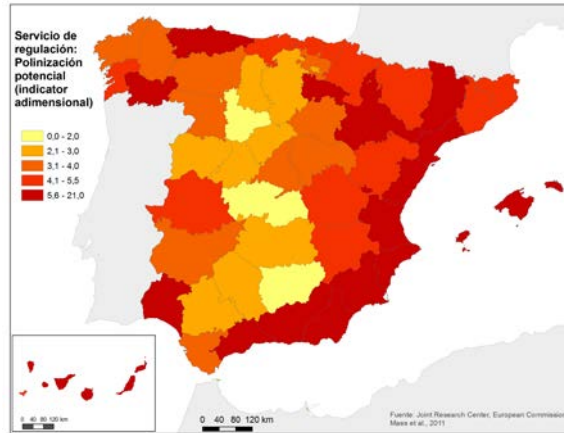 Servicio de
regulación:
Polinización
potencial
(indicator
adimensional)
0,0 - 2,0
2,1 - 3,0
3,1 - 4,0
4,1 - 5,5
5,6 - 21,0
0 40 80 120 km
0 40 80 120 km
Fuente: Joint Research Center, European Commission
Maes et al., 2011